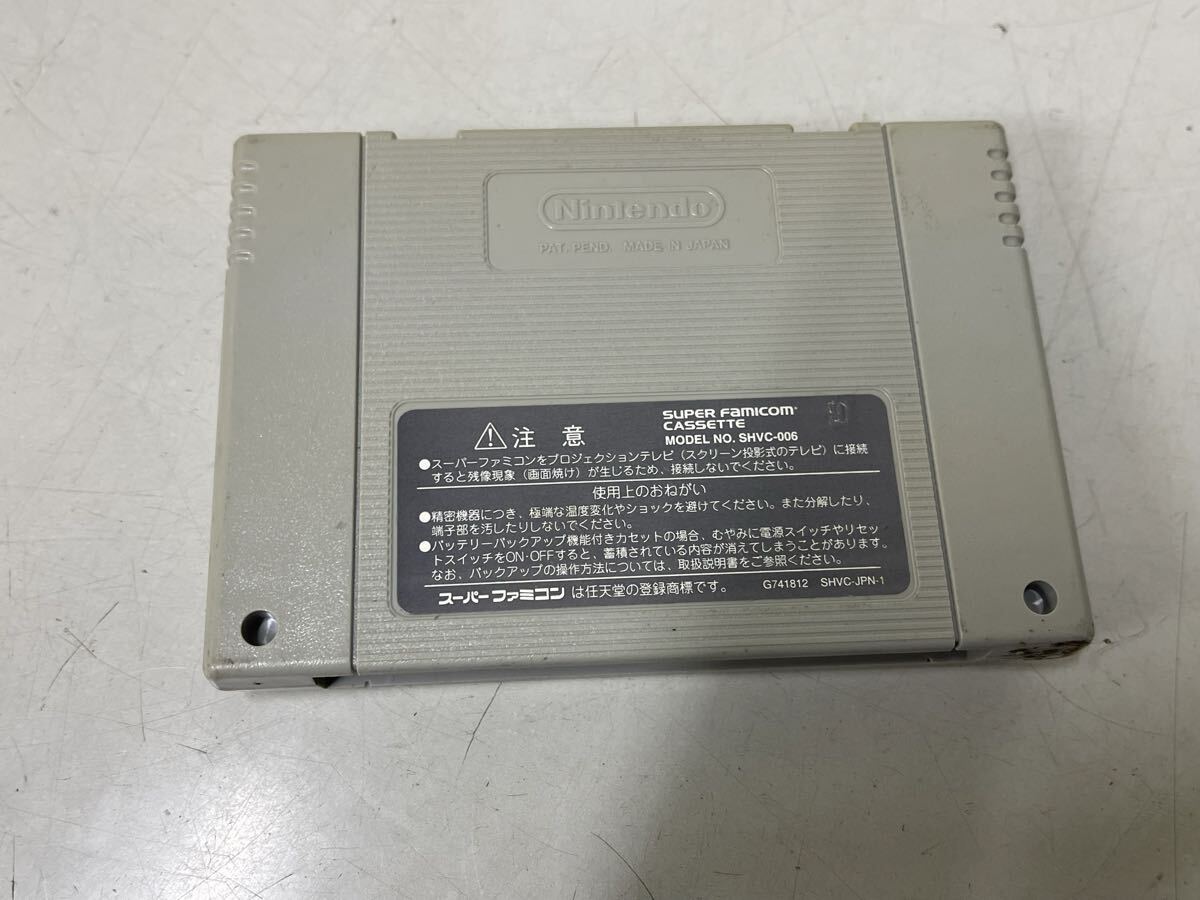 Nintendo
PAT. PEND. MADE IN JAPAN
⚠注意
SUPER FAMICOM
CASSETTE
MODEL NO. SHVC-006
●スーパーファミコンをプロジェクションテレビ（スクリーン投影式のテレビ）に接続
すると残像現象（画面焼け）が生じるため、接続しないでください。
使用上のおねがい
●精密機器につき、極端な温度変化やショックを避けてください。また分解したり、
端子部を汚したりしないでください。
●バッテリーバックアップ機能付きカセットの場合、むやみに電源スイッチやリセッ
トスイッチをON・OFFすると、蓄積されている内容が消えてしまうことがあります。
なお、バックアップの操作方法については、取扱説明書をご参照ください。
スーパーファミコンは任天堂の登録商標です。
G741812 SHVC-JPN-1